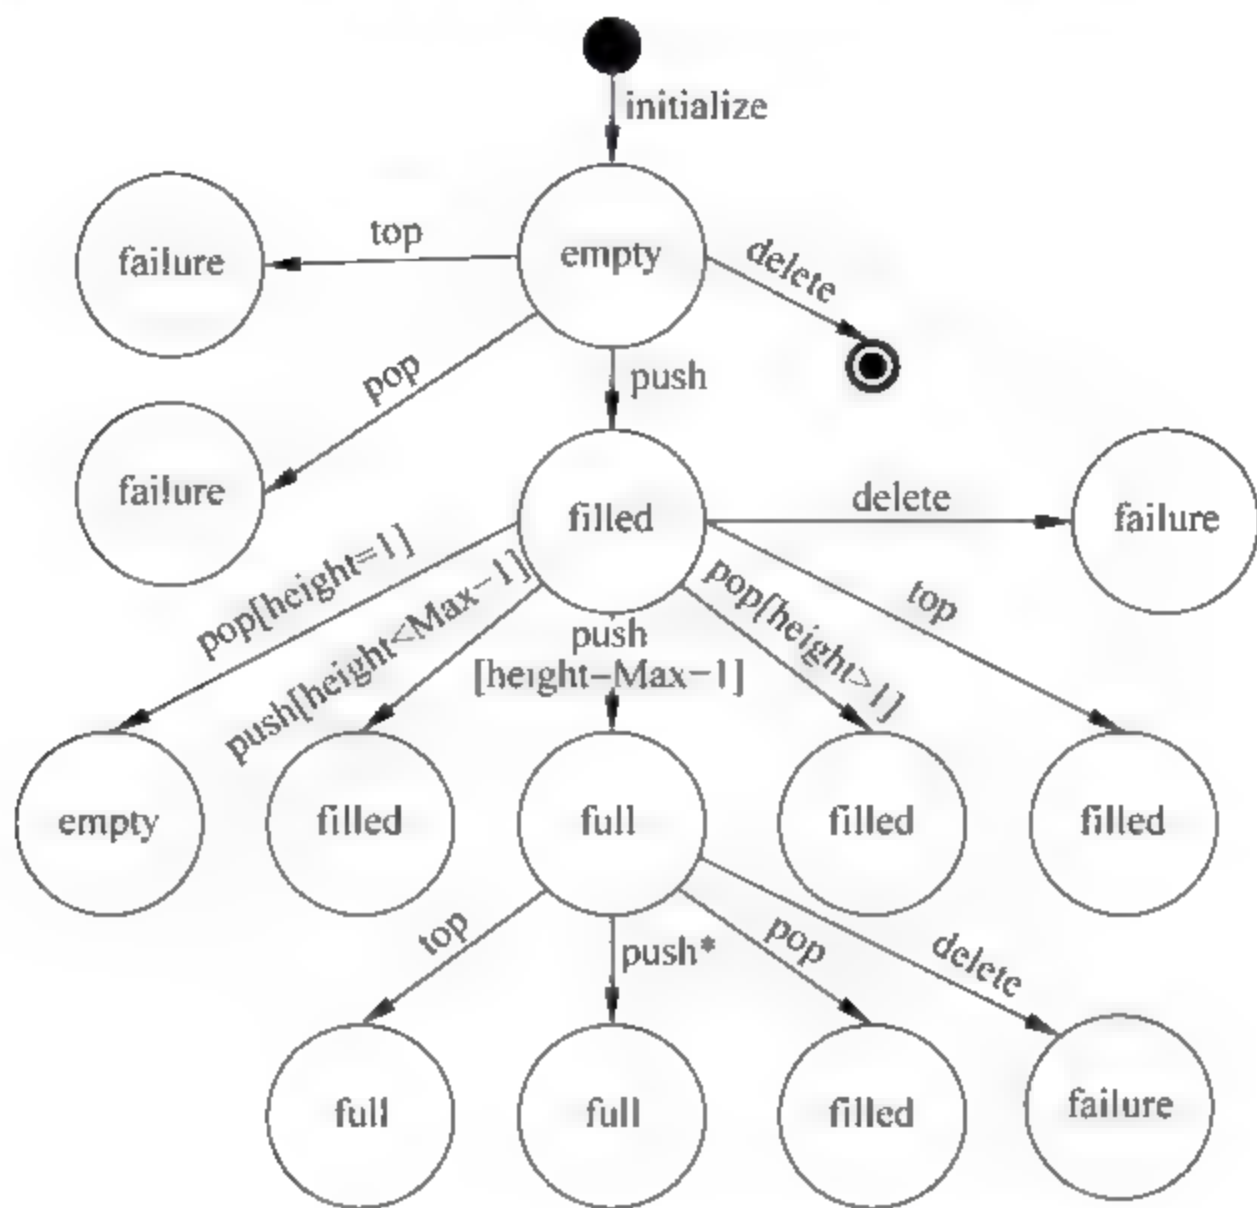 initialize
empty
top
failure
delete
pop
push
failure
filled
delete
failure
pop[height=1]
push[height<Max−1]
push
[height−Max−1]
pop[height>1]
top
empty
filled
full
filled
filled
top
push*
pop
delete
full
full
filled
failure